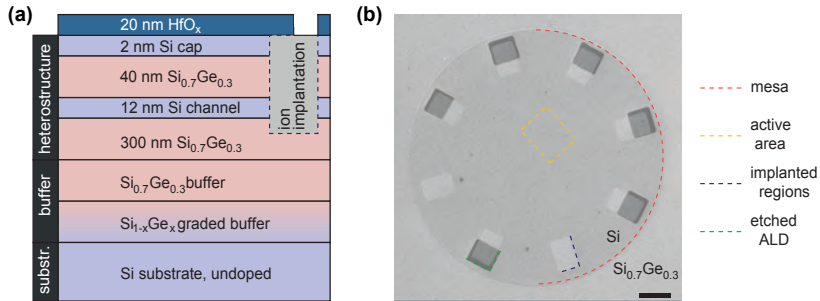 (a)
20 nm HfOₓ
2 nm Si cap
40 nm Si₀.₇Ge₀.₃
12 nm Si channel
300 nm Si₀.₇Ge₀.₃
Si₀.₇Ge₀.₃ buffer
Si₁₋ₓGeₓ graded buffer
Si substrate, undoped
heterostructure
buffer
substr.
ion
implantation
(b)
Si
Si₀.₇Ge₀.₃
mesa
active
area
implanted
regions
etched
ALD